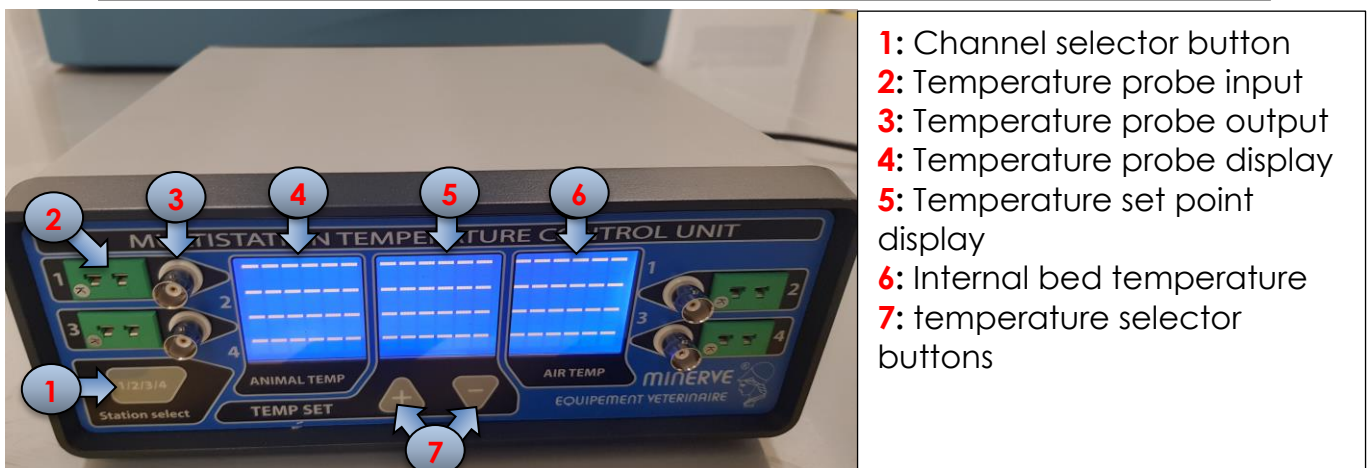 2
3
4
5
6
MULTISTATION TEMPERATURE CONTROL UNIT
1
2
3
4
1
2
3
4
1
1/2/3/4
Station select
ANIMAL TEMP
TEMP SET
+
-
7
AIR TEMP
MINERVE
EQUIPEMENT VETERINAIRE
1: Channel selector button
2: Temperature probe input
3: Temperature probe output
4: Temperature probe display
5: Temperature set point
display
6: Internal bed temperature
7: temperature selector
buttons